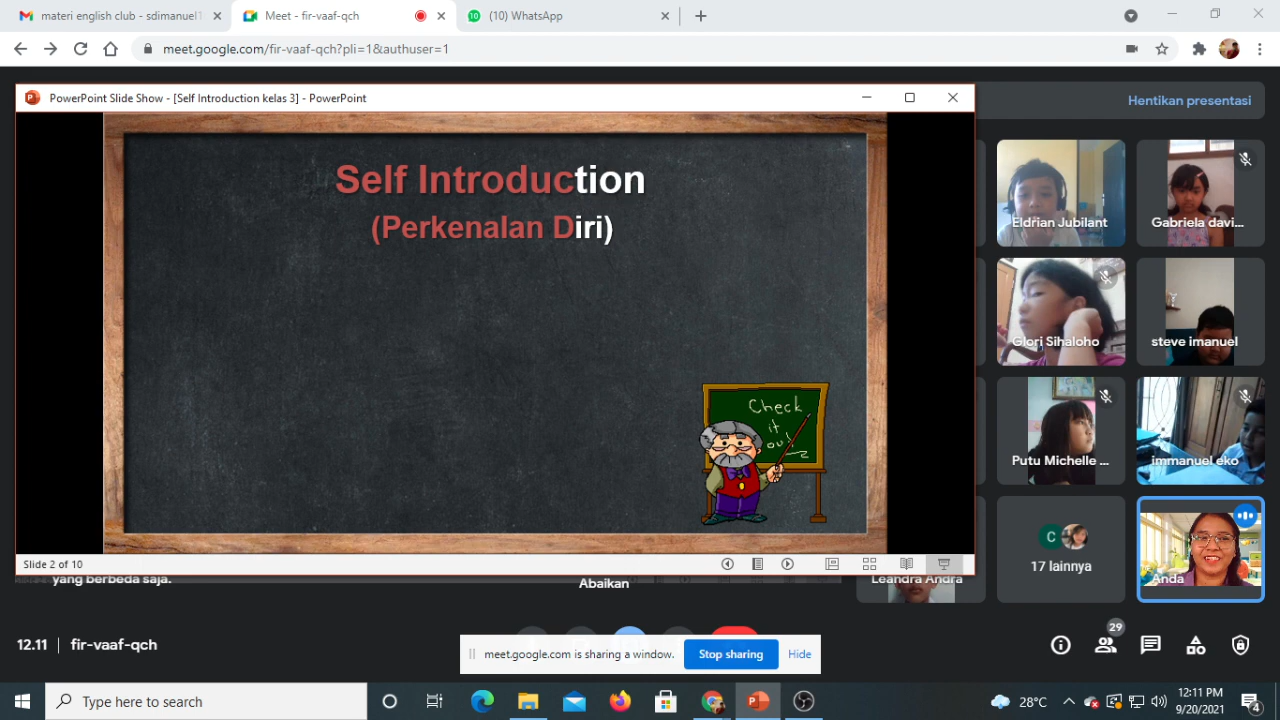 materi english club - sdimanuel1
Meet - fir-vaaf-qch
(10) WhatsApp
meet.google.com/fir-vaaf-qch?pli=1&authuser=1
PowerPoint Slide Show - [Self Introduction kelas 3] - PowerPoint
Hentikan presentasi
Self Introduction
(Perkenalan Diri)
Check
it
out
Eldrian Jubilant
Gabriela davi...
Glori Sihaloho
steve imanuel
Putu Michelle ...
immanuel eko
C
17 lainnya
Anda
Slide 2 of 10
yang berbeda saja.
Abaikan
Leandra Andra
12.11 | fir-vaaf-qch
29
meet.google.com is sharing a window.
Stop sharing
Hide
Type here to search
28°C
12:11 PM
9/20/2021
4